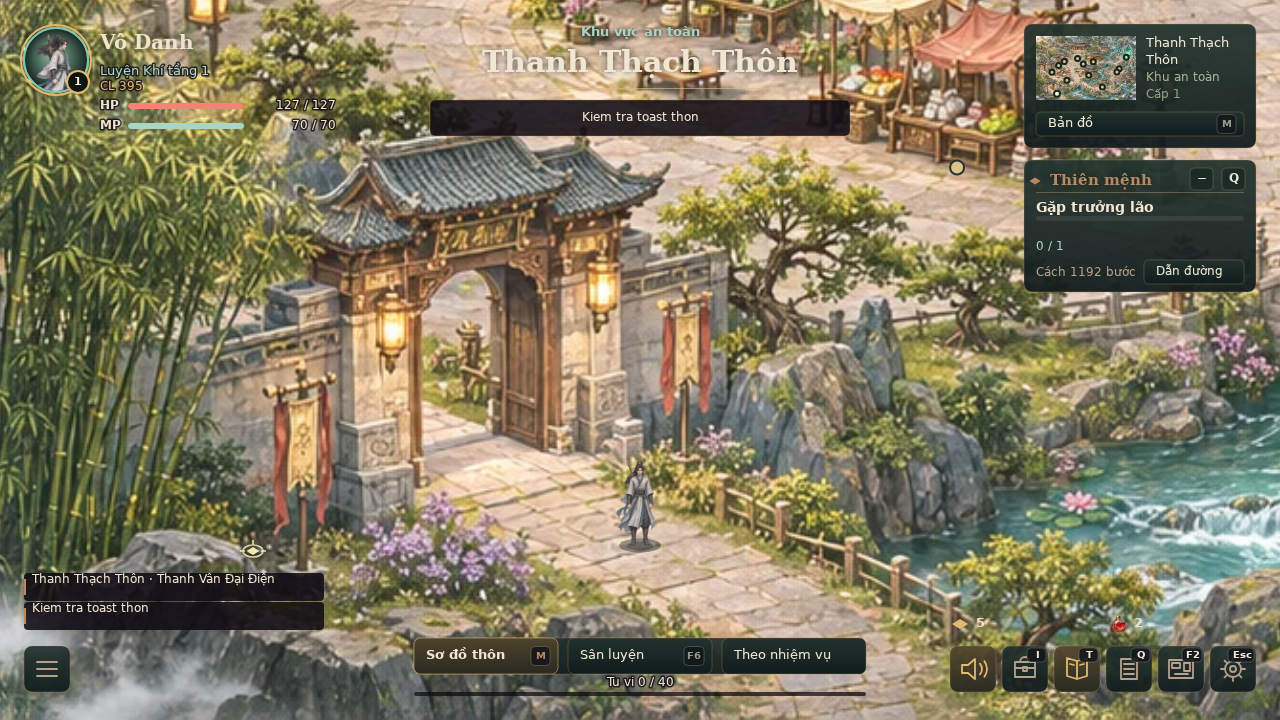 Vô Danh
Luyện Khí tầng 1
CL 395
1
HP 127 / 127
MP 70 / 70
Khu vực an toàn
Thanh Thạch Thôn
Kiem tra toast thon
Thanh Thạch Thôn
Khu an toàn
Cấp 1
Bản đồ M
Thiên mệnh − Q
Gặp trưởng lão
0 / 1
Cách 1192 bước Dẫn đường
Thanh Thạch Thôn · Thanh Vân Đại Điện
Kiem tra toast thon
5
2
Sơ đồ thôn M
Sân luyện F6
Theo nhiệm vụ
Tu vi 0 / 40
I
T
Q
F2
Esc